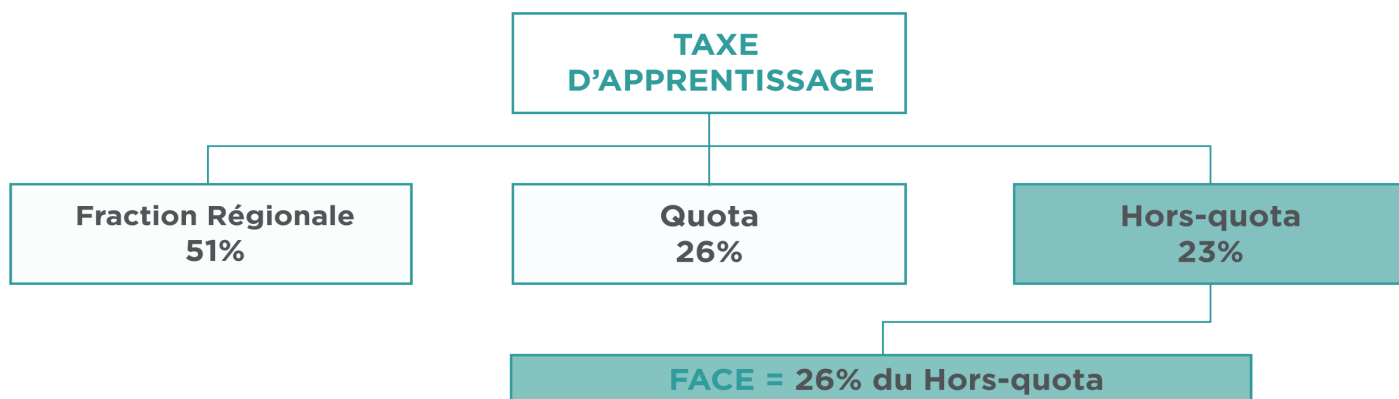 TAXE
D’APPRENTISSAGE
Fraction Régionale
51%
Quota
26%
Hors-quota
23%
FACE = 26% du Hors-quota